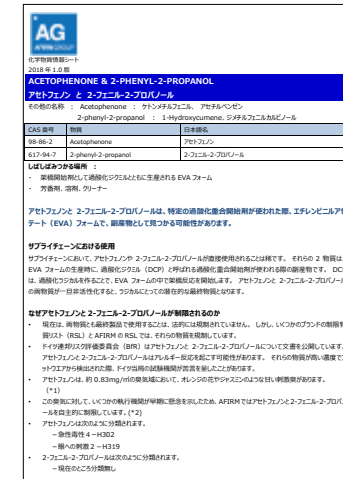 AG
AFIRM GROUP
化学物質情報シート
2018 年 1.0 版
ACETOPHENONE & 2-PHENYL-2-PROPANOL
アセトフェノン と 2-フェニル-2-プロパノール
その他の名称 : Acetophenone : ケトンメチルフェニル、 アセチルベンゼン
2-phenyl-2-propanol : 1-Hydroxycumene、ジメチルフェニルカルビノール
CAS 番号 物質 日本語名
98-86-2 Acetophenone アセトフェノン
617-94-7 2-phenyl-2-propanol 2-フェニル-2-プロパノール
しばしばみつかる場所 :
- 架橋開始剤として過酸化ジクミルとともに生産される EVA フォーム
- 芳香剤、溶剤、クリーナー
アセトフェノンと 2-フェニル-2-プロパノールは、特定の過酸化重合開始剤が使われた際、エチレンビニルアセ
テート（EVA）フォームで、副産物として見つかる可能性があります。
サプライチェーンにおける使用
サプライチェーンにおいて、アセトフェノンや 2-フェニル-2-プロパノールが直接使用されることは稀です。 それらの 2 物質は、
EVA フォームの生産時に、過酸化ジクミル（DCP）と呼ばれる過酸化重合開始剤が使われる際の副産物です。 DC
は、過酸化ラジカルを作ることで、EVA フォームの中で架橋反応を開始します。 アセトフェノンと 2-フェニル-2-プロパノール
の両物質が一旦非活性化すると、ラジカルにとっての潜在的な最終物質となります。
なぜアセトフェノンと 2-フェニル-2-プロパノールが制限されるのか
• 現在は、両物質とも最終製品で使用することは、法的には規制されていません。 しかし、いくつかのブランドの制限物
質リスト（RSL）と AFIRM の RSL では、それらの物質を規制しています。
• ドイツ連邦リスク評価委員会（BfR）はアセトフェノンと 2-フェニル-2-プロパノールについて文書を公開しています。
アセトフェノンと 2-フェニル-2-プロパノールはアレルギー反応を起こす可能性があります。 それらの物質が高い濃度でフ
ットウエアから検出された際、ドイツ当局の試験機関が苦言を呈したことがあります。
• アセトフェノンは、約 0.83mg/㎥の臭気域において、オレンジの花やジャスミンのような甘い刺激臭があります。
(*1)
• この臭気に対して、いくつかの執行機関が早期に懸念を示したため、AFIRM ではアセトフェノンと 2-フェニル-2-プロパノ
ールを自主的に制限しています。(*2)
• アセトフェノンは次のように分類されます。
－急性毒性 4－H302
－眼への刺激 2－H319
• 2-フェニル-2-プロパノールは次のように分類されます。
－現在のところ分類無し